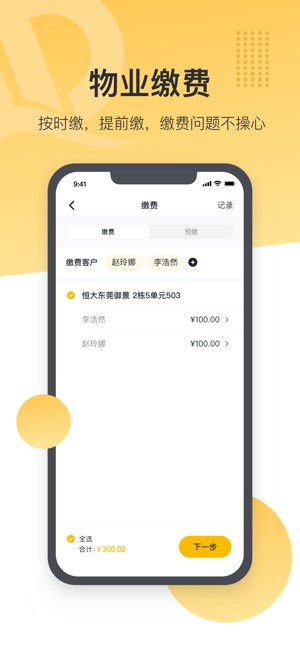 物业缴费
按时缴，提前缴，缴费问题不操心
9:41
缴费 记录
缴费 预缴
缴费客户 赵玲娜 李浩然
恒大东莞御景 2栋5单元503
李浩然 ¥100.00
赵玲娜 ¥100.00
全选
合计：¥300.00
下一步